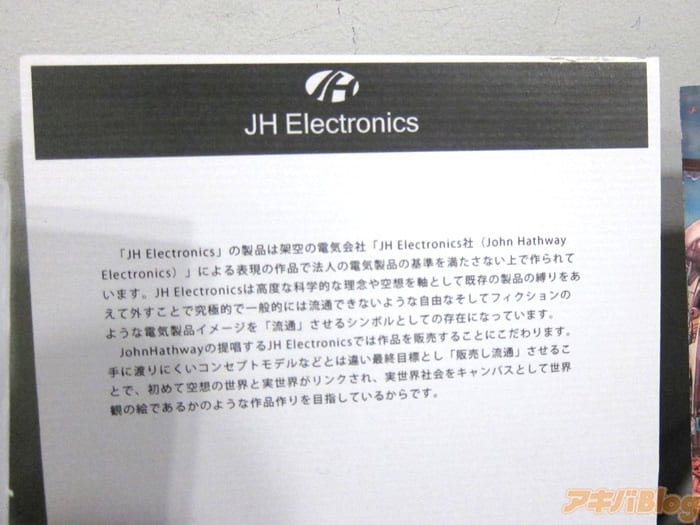 JH Electronics
「JH Electronics」の製品は架空の電気会社「JH Electronics社（John Hathway
Electronics）」による表現の作品で法人の電気製品の基準を満たさない上で作られて
います。JH Electronicsは高度な科学的な理念や空想を軸として既存の製品の縛りをあ
えて外すことで究極的で一般的には流通できないような自由なそしてフィクションの
ような電気製品イメージを「流通」させるシンボルとしての存在になっています。
JohnHathwayの提唱するJH Electronicsでは作品を販売することにこだわります。
手に渡りにくいコンセプトモデルなどとは違い最終目標とし「販売し流通」させるこ
とで、初めて空想の世界と実世界がリンクされ、実世界社会をキャンバスとして世界
観の絵であるかのような作品作りを目指しているからです。
アキバBlog